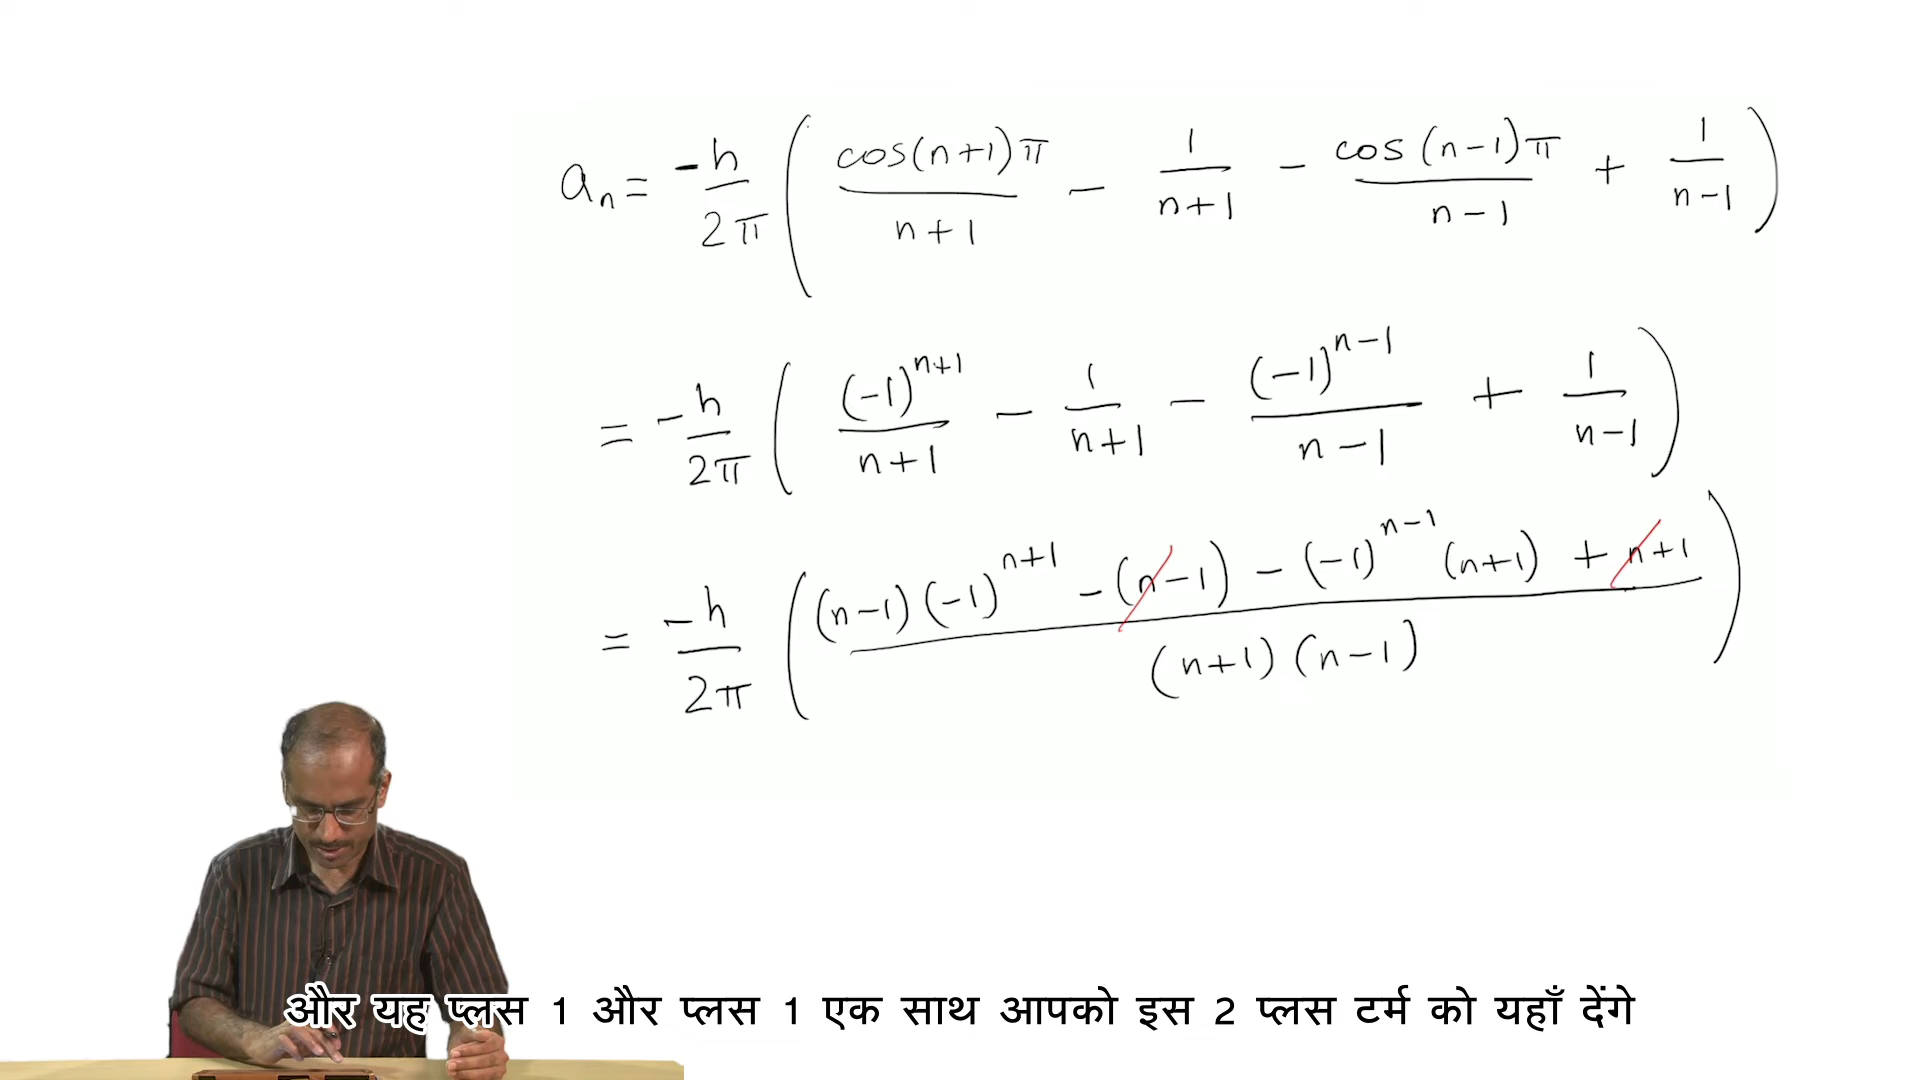 aₙ = -h/2π ( cos(n+1)π/n+1 - 1/n+1 - cos(n-1)π/n-1 + 1/n-1 )
= -h/2π ( (-1)ⁿ⁺¹/n+1 - 1/n+1 - (-1)ⁿ⁻¹/n-1 + 1/n-1 )
= -h/2π ( (n-1)(-1)ⁿ⁺¹ - (n-1) - (-1)ⁿ⁻¹(n+1) + n+1/(n+1)(n-1) )
और यह प्लस 1 और प्लस 1 एक साथ आपको इस 2 प्लस टर्म को यहाँ देंगे